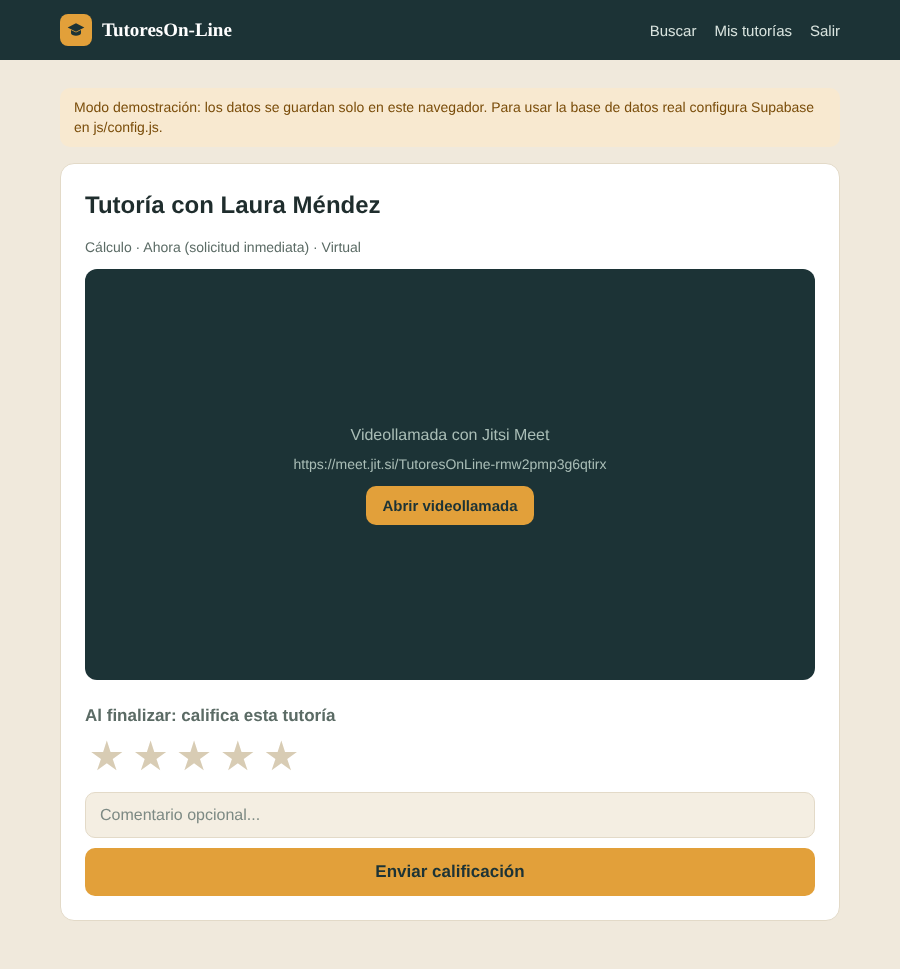 TutoresOn-Line
Buscar Mis tutorías Salir
Modo demostración: los datos se guardan solo en este navegador. Para usar la base de datos real configura Supabase
en js/config.js.
Tutoría con Laura Méndez
Cálculo · Ahora (solicitud inmediata) · Virtual
Videollamada con Jitsi Meet
https://meet.jit.si/TutoresOnLine-rmw2pmp3g6qtirx
Abrir videollamada
Al finalizar: califica esta tutoría
Comentario opcional...
Enviar calificación